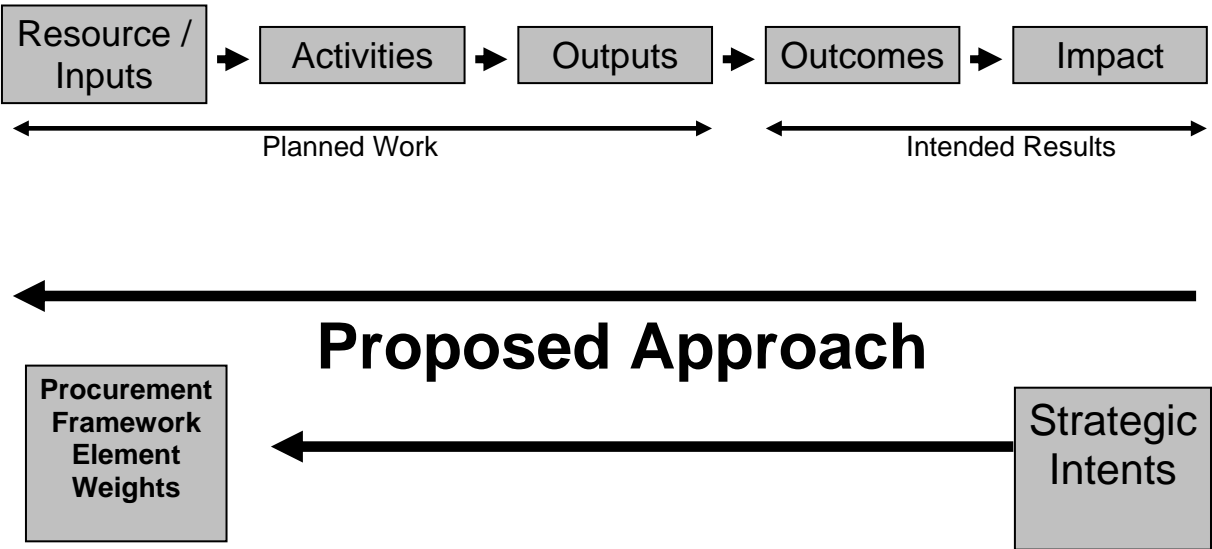 Resource /
Inputs
Activities
Outputs
Outcomes
Impact
Planned Work
Intended Results
Proposed Approach
Procurement
Framework
Element
Weights
Strategic
Intents